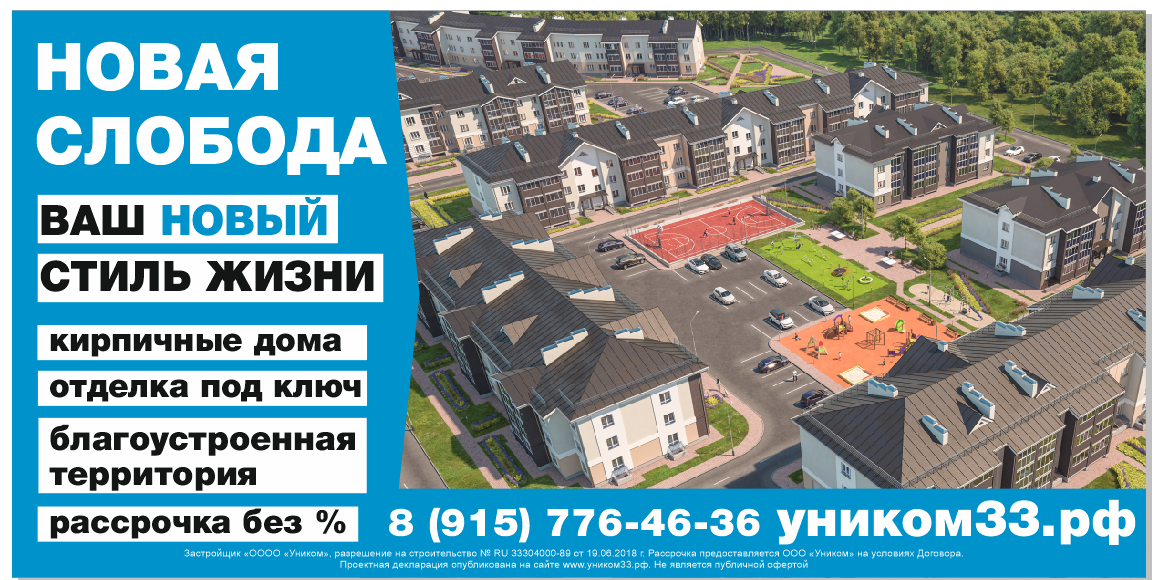 НОВАЯ
СЛОБОДА
ВАШ НОВЫЙ
СТИЛЬ ЖИЗНИ
кирпичные дома
отделка под ключ
благоустроенная
территория
рассрочка без %
8 (915) 776-46-36 уником33.рф
Застройщик «ОООО «Уником», разрешение на строительство № RU 33304000-89 от 19.06.2018 г. Рассрочка предоставляется ООО «Уником» на условиях Договора.
Проектная декларация опубликована на сайте www.уником33.рф. Не является публичной офертой